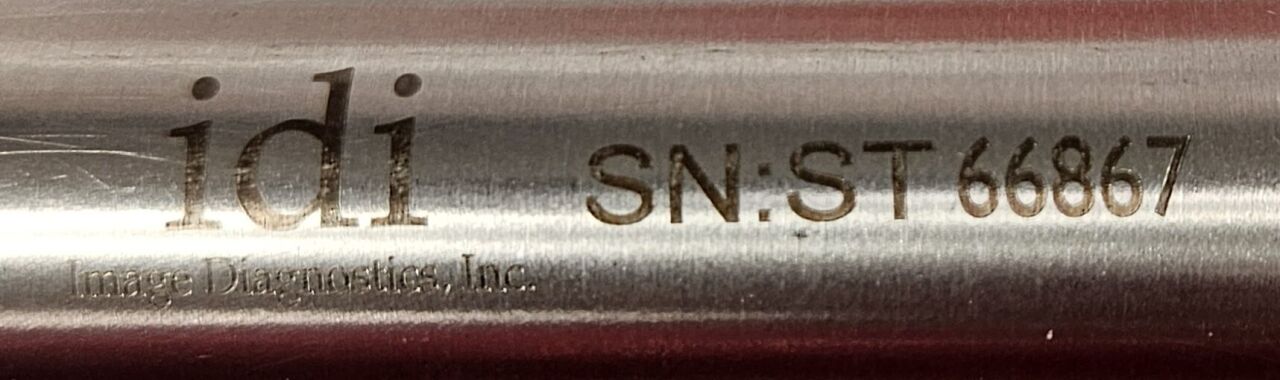 idi SN:ST 66867
Image Diagnostics, Inc.